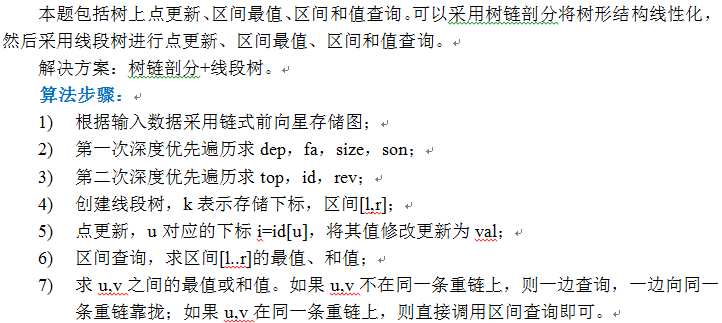 本题包括树上点更新、区间最值、区间和值查询。可以采用树链剖分将树形结构线性化，
然后采用线段树进行点更新、区间最值、区间和值查询。
解决方案：树链剖分+线段树。
算法步骤：
1) 根据输入数据采用链式前向星存储图；
2) 第一次深度优先遍历求 dep，fa，size，son；
3) 第二次深度优先遍历求 top，id，rev；
4) 创建线段树，k 表示存储下标，区间[l,r]；
5) 点更新，u 对应的下标 i=id[u]，将其值修改更新为 val；
6) 区间查询，求区间[l..r]的最值、和值；
7) 求 u,v 之间的最值或和值。如果 u,v 不在同一条重链上，则一边查询，一边向同一
条重链靠拢；如果 u,v 在同一条重链上，则直接调用区间查询即可。